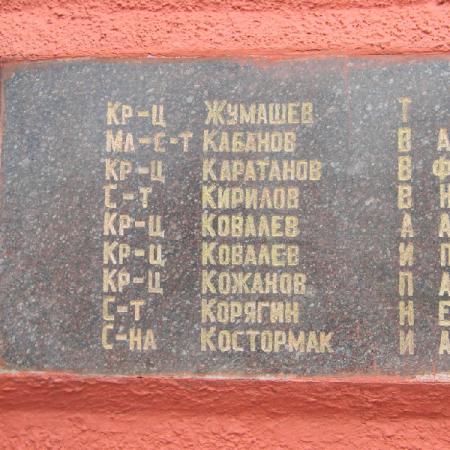 Кр-ц Жумашев Т
Мл-с-т Кабанов В А
Кр-ц Каратанов В Ф
С-т Кирилов В Н
Кр-ц Ковалев А А
Кр-ц Ковалев И П
Кр-ц Кожанов П А
С-т Корягин Н Е
С-на Костормак И А